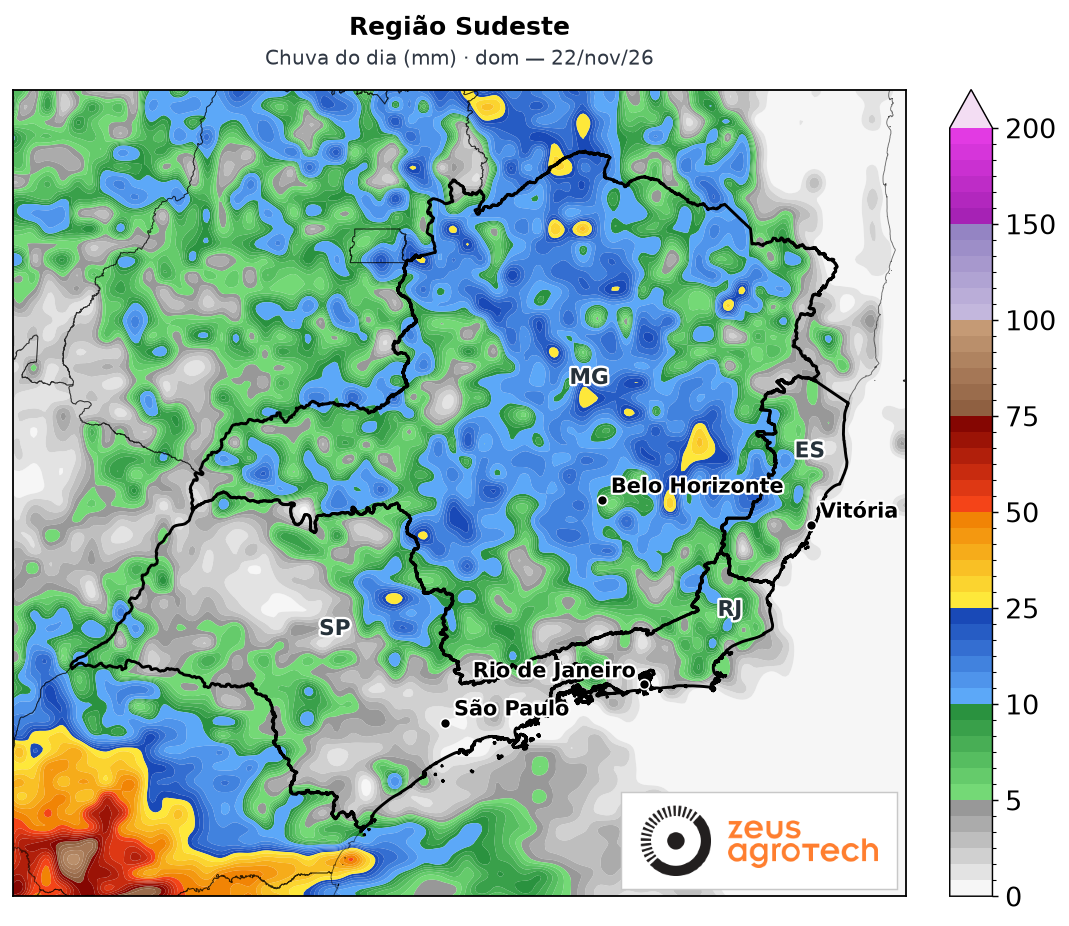 Região Sudeste
Chuva do dia (mm) · dom — 22/nov/26
200
150
100
75
50
25
10
5
0
MG
ES
Belo Horizonte
Vitória
RJ
SP
Rio de Janeiro
São Paulo
zeus
agrotech